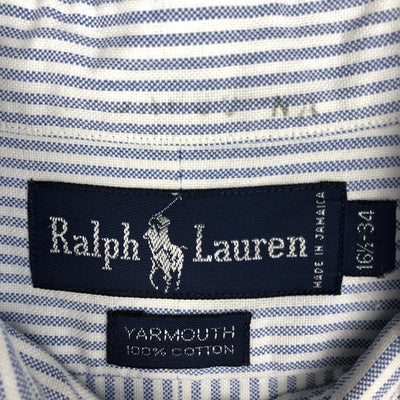 Ralph Lauren
MADE IN JAMAICA
16½-34
YARMOUTH
100% COTTON